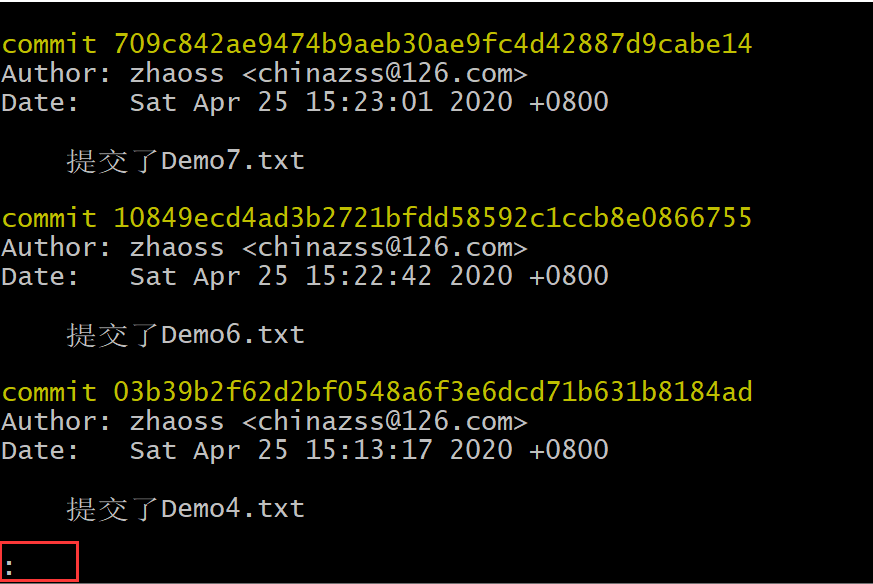 commit 709c842ae9474b9aeb30ae9fc4d42887d9cabe14
Author: zhaoss <chinazss@126.com>
Date:   Sat Apr 25 15:23:01 2020 +0800
提交了Demo7.txt
commit 10849ecd4ad3b2721bfdd58592c1ccb8e0866755
Author: zhaoss <chinazss@126.com>
Date:   Sat Apr 25 15:22:42 2020 +0800
提交了Demo6.txt
commit 03b39b2f62d2bf0548a6f3e6dcd71b631b8184ad
Author: zhaoss <chinazss@126.com>
Date:   Sat Apr 25 15:13:17 2020 +0800
提交了Demo4.txt
: